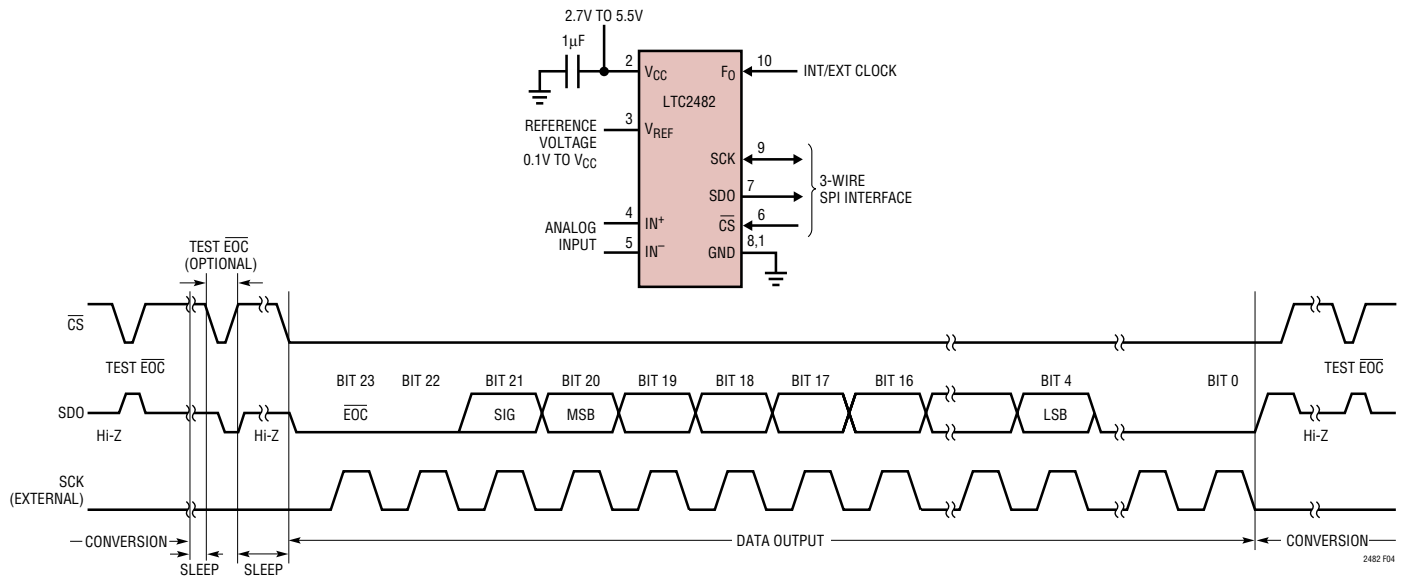 2.7V TO 5.5V
1μF
2
VCC
FO
10
INT/EXT CLOCK
LTC2482
REFERENCE
VOLTAGE
0.1V TO VCC
3
VREF
SCK
9
SDO
7
3-WIRE
SPI INTERFACE
ANALOG
INPUT
4
IN+
CS
6
5
IN–
GND
8,1
TEST EOC
(OPTIONAL)
CS
TEST EOC
BIT 23 BIT 22 BIT 21 BIT 20 BIT 19 BIT 18 BIT 17 BIT 16 BIT 4 BIT 0
TEST EOC
SDO
EOC SIG MSB LSB
Hi-Z Hi-Z Hi-Z
SCK
(EXTERNAL)
CONVERSION DATA OUTPUT CONVERSION
SLEEP SLEEP
2482 F04